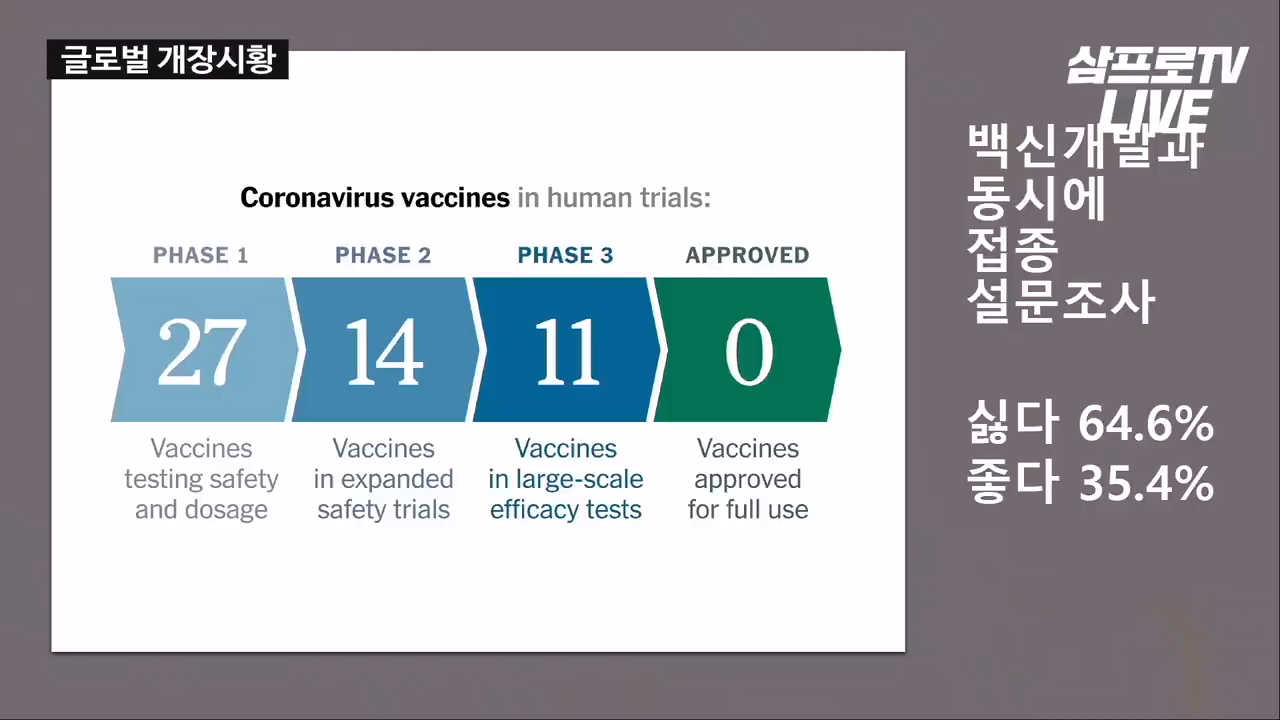 글로벌 개장시황
삼프로TV
LIVE
Coronavirus vaccines in human trials:
PHASE 1
PHASE 2
PHASE 3
APPROVED
27
14
11
0
Vaccines
testing safety
and dosage
Vaccines
in expanded
safety trials
Vaccines
in large-scale
efficacy tests
Vaccines
approved
for full use
백신개발과
동시에
접종
설문조사
싫다 64.6%
좋다 35.4%